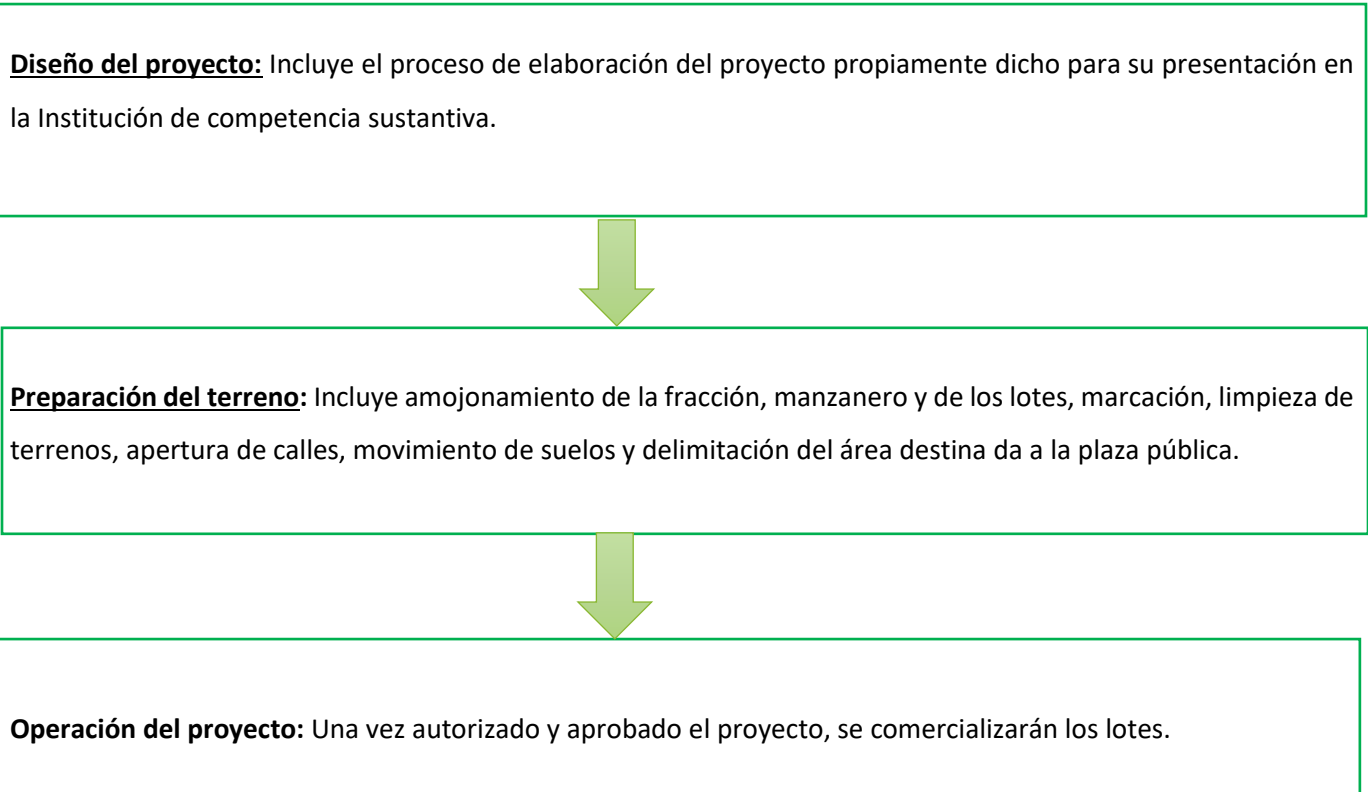 Diseño del proyecto: Incluye el proceso de elaboración del proyecto propiamente dicho para su presentación en
la Institución de competencia sustantiva.
Preparación del terreno: Incluye amojonamiento de la fracción, manzanero y de los lotes, marcación, limpieza de
terrenos, apertura de calles, movimiento de suelos y delimitación del área destina da a la plaza pública.
Operación del proyecto: Una vez autorizado y aprobado el proyecto, se comercializarán los lotes.